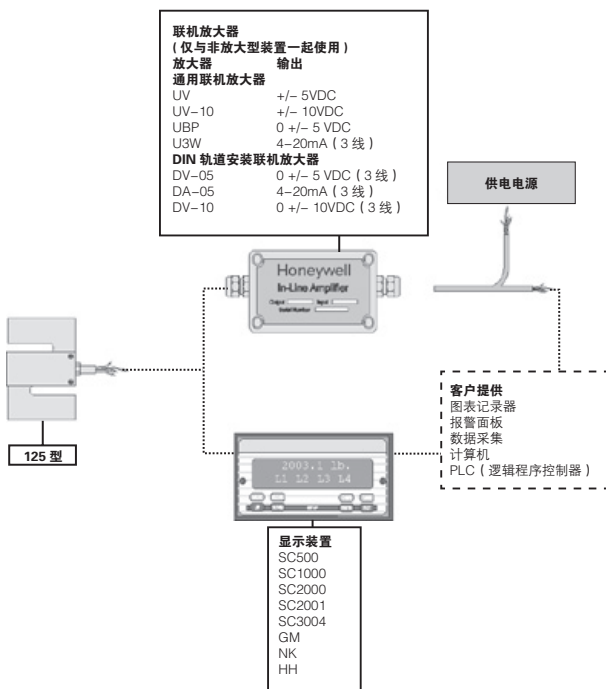 联机放大器
(仅与非放大型装置一起使用)
放大器 输出
通用联机放大器
UV +/- 5VDC
UV-10 +/- 10VDC
UBP 0 +/- 5 VDC
U3W 4-20mA(3 线)
DIN 轨道安装联机放大器
DV-05 0 +/- 5 VDC(3 线)
DA-05 4-20mA(3 线)
DV-10 0 +/- 10VDC(3 线)
供电电源
Honeywell
In-Line Amplifier
Output Input
Serial Number
125 型
2003.1 lb.
L1 L2 L3 L4
客户提供
图表记录器
报警面板
数据采集
计算机
PLC(逻辑程序控制器)
显示装置
SC500
SC1000
SC2000
SC2001
SC3004
GM
NK
HH